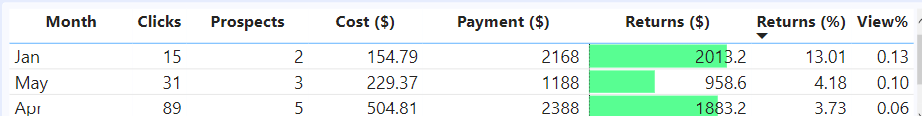 Month Clicks Prospects Cost ($) Payment ($) Returns ($) Returns (%) View%
Jan 15 2 154.79 2168 2013.2 13.01 0.13
May 31 3 229.37 1188 958.6 4.18 0.10
Apr 89 5 504.81 2388 1883.2 3.73 0.06